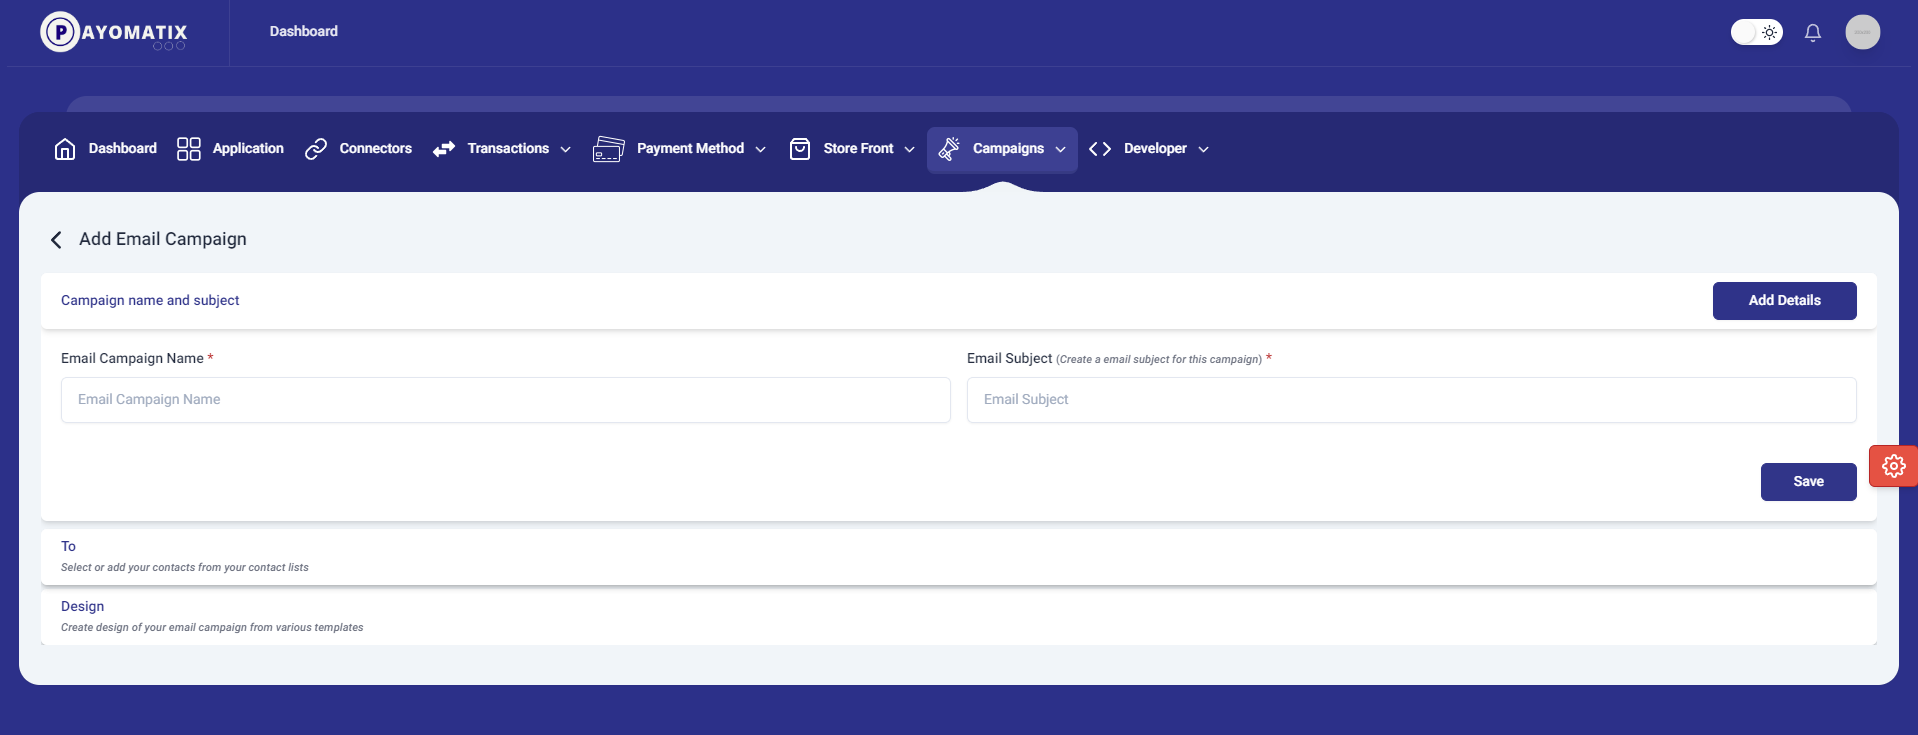 PAYOMATIX
Dashboard
Dashboard Application Connectors Transactions Payment Method Store Front Campaigns Developer
Add Email Campaign
Campaign name and subject
Add Details
Email Campaign Name *
Email Subject (Create a email subject for this campaign) *
Email Campaign Name
Email Subject
Save
To
Select or add your contacts from your contact lists
Design
Create design of your email campaign from various templates